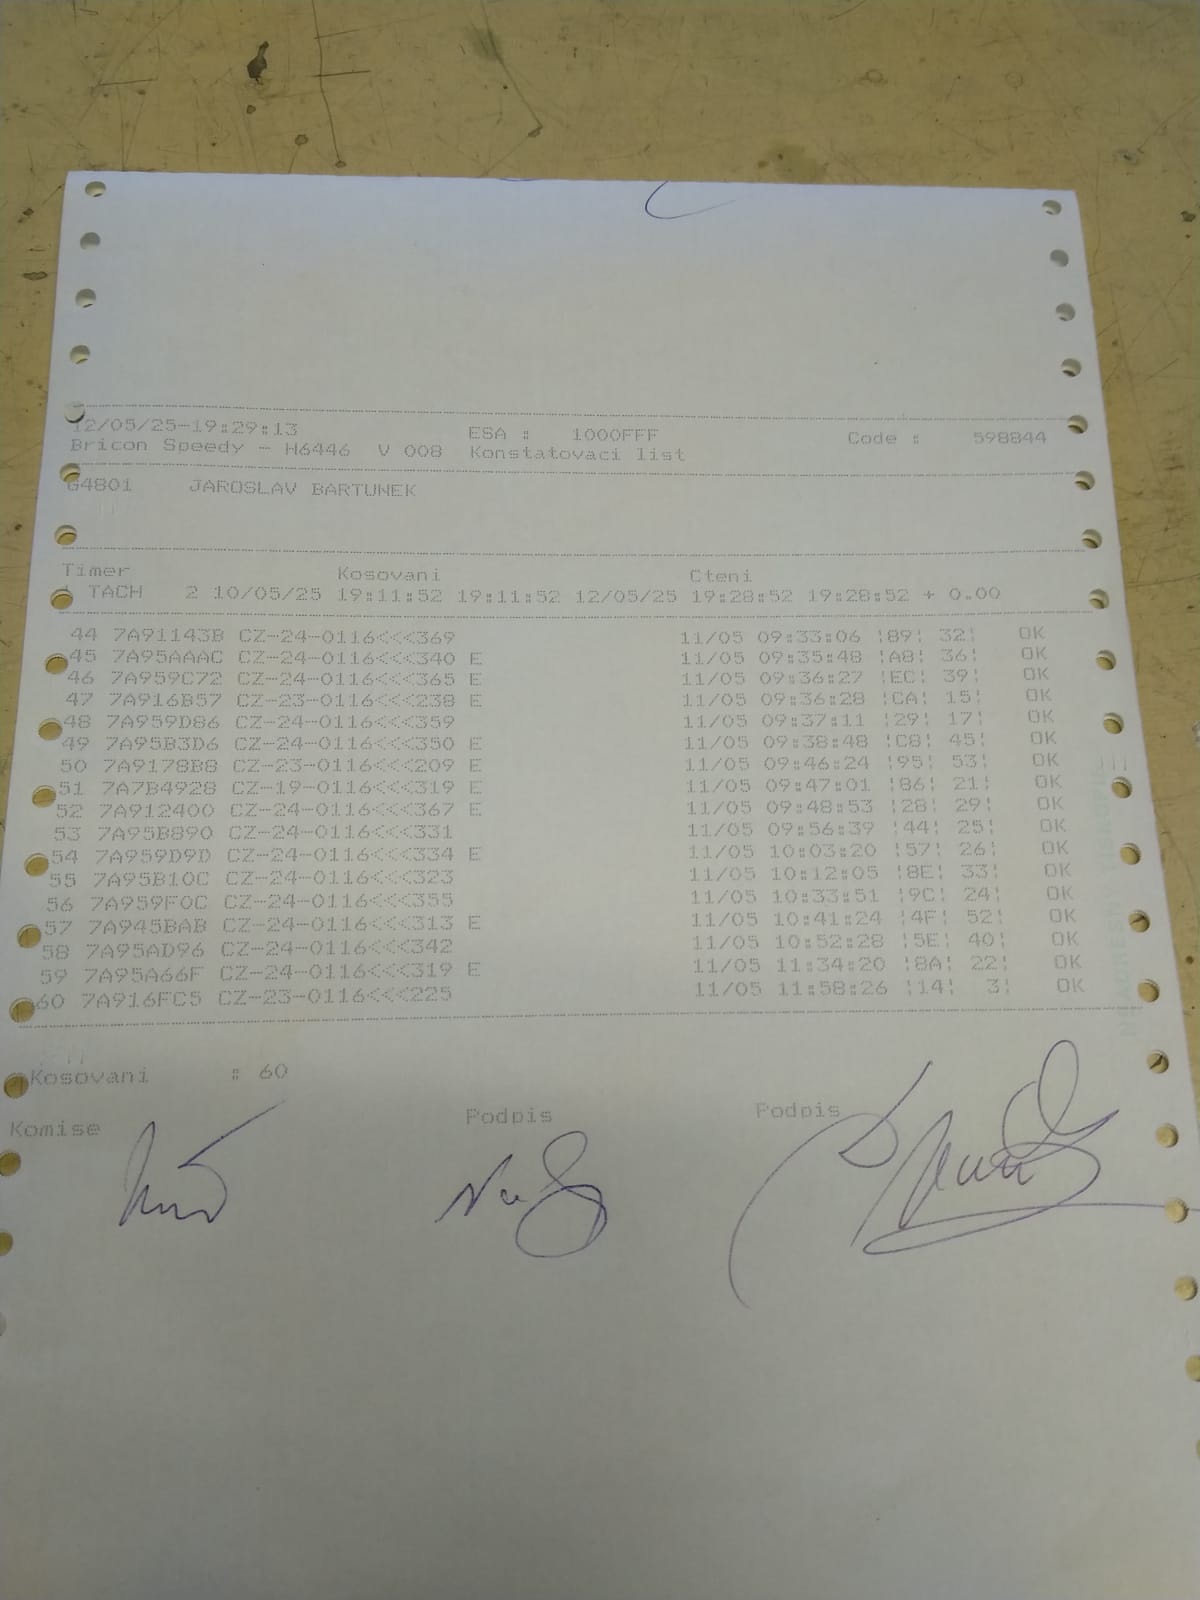 12/05/25-19:29:13 ESA : 1000FFF Code : 598844
Bricon Speedy - H6446 V 008 Konstatovaci list
G4801 JAROSLAV BARTUNEK
Timer Kosovani Cteni
TACH 2 10/05/25 19:11:52 19:11:52 12/05/25 19:28:52 19:28:52 + 0.00
44 7A91143B CZ-24-0116<<<369 11/05 09:33:06 ¦89¦ 32¦ OK
45 7A95AAAC CZ-24-0116<<<340 E 11/05 09:35:48 ¦A8¦ 36¦ OK
46 7A959C72 CZ-24-0116<<<365 E 11/05 09:36:27 ¦EC¦ 39¦ OK
47 7A916B57 CZ-23-0116<<<238 E 11/05 09:36:28 ¦CA¦ 15¦ OK
48 7A959D86 CZ-24-0116<<<359 11/05 09:37:11 ¦29¦ 17¦ OK
49 7A95B3D6 CZ-24-0116<<<350 E 11/05 09:38:48 ¦C8¦ 45¦ OK
50 7A9178B8 CZ-23-0116<<<209 E 11/05 09:46:24 ¦95¦ 53¦ OK
51 7A7B4928 CZ-19-0116<<<319 E 11/05 09:47:01 ¦86¦ 21¦ OK
52 7A912400 CZ-24-0116<<<367 E 11/05 09:48:53 ¦28¦ 29¦ OK
53 7A95B890 CZ-24-0116<<<331 11/05 09:56:39 ¦44¦ 25¦ OK
54 7A959D9D CZ-24-0116<<<334 E 11/05 10:03:20 ¦57¦ 26¦ OK
55 7A95B10C CZ-24-0116<<<323 11/05 10:12:05 ¦8E¦ 33¦ OK
56 7A959F0C CZ-24-0116<<<355 11/05 10:33:51 ¦9C¦ 24¦ OK
57 7A945BAB CZ-24-0116<<<313 E 11/05 10:41:24 ¦4F¦ 52¦ OK
58 7A95AD96 CZ-24-0116<<<342 11/05 10:52:28 ¦5E¦ 40¦ OK
59 7A95A66F CZ-24-0116<<<319 E 11/05 11:34:20 ¦8A¦ 22¦ OK
60 7A916FC5 CZ-23-0116<<<225 11/05 11:58:26 ¦14¦ 3¦ OK
Kosovani : 60
Komise Podpis Podpis